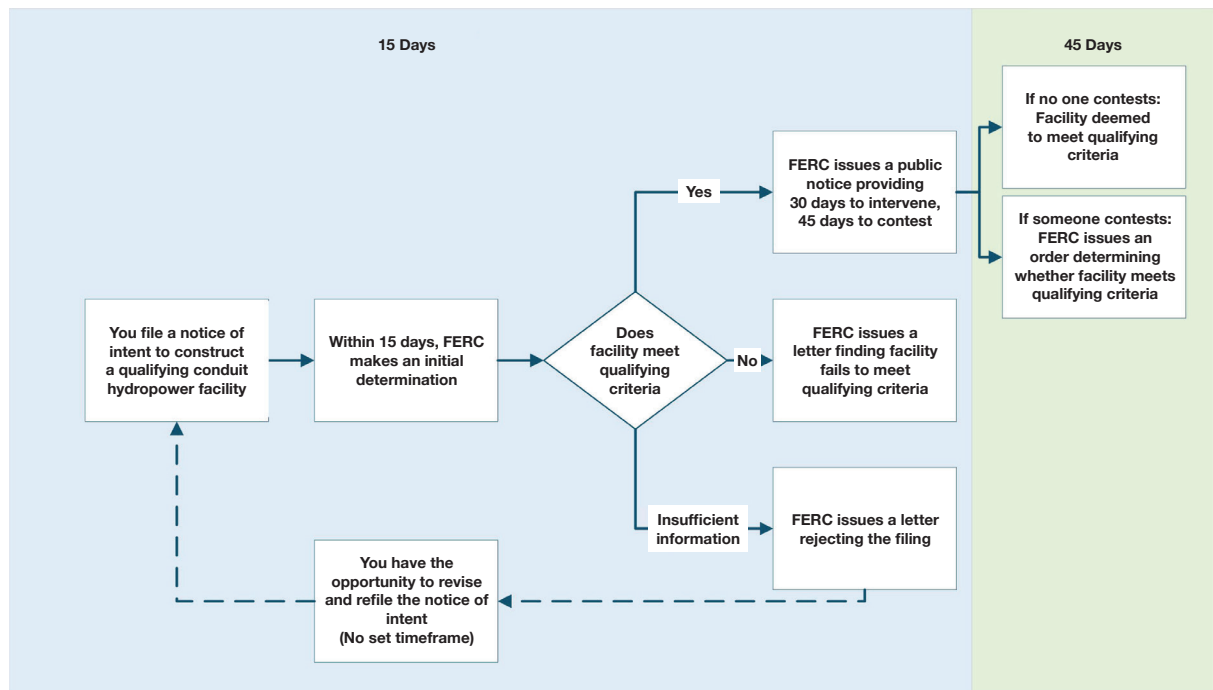 15 Days
45 Days
You file a notice of
intent to construct
a qualifying conduit
hydropower facility
Within 15 days, FERC
makes an initial
determination
Does
facility meet
qualifying
criteria
Yes
FERC issues a public
notice providing
30 days to intervene,
45 days to contest
If no one contests:
Facility deemed
to meet qualifying
criteria
If someone contests:
FERC issues an
order determining
whether facility meets
qualifying criteria
No
FERC issues a
letter finding facility
fails to meet
qualifying criteria
Insufficient
information
FERC issues a letter
rejecting the filing
You have the
opportunity to revise
and refile the notice of
intent
(No set timeframe)